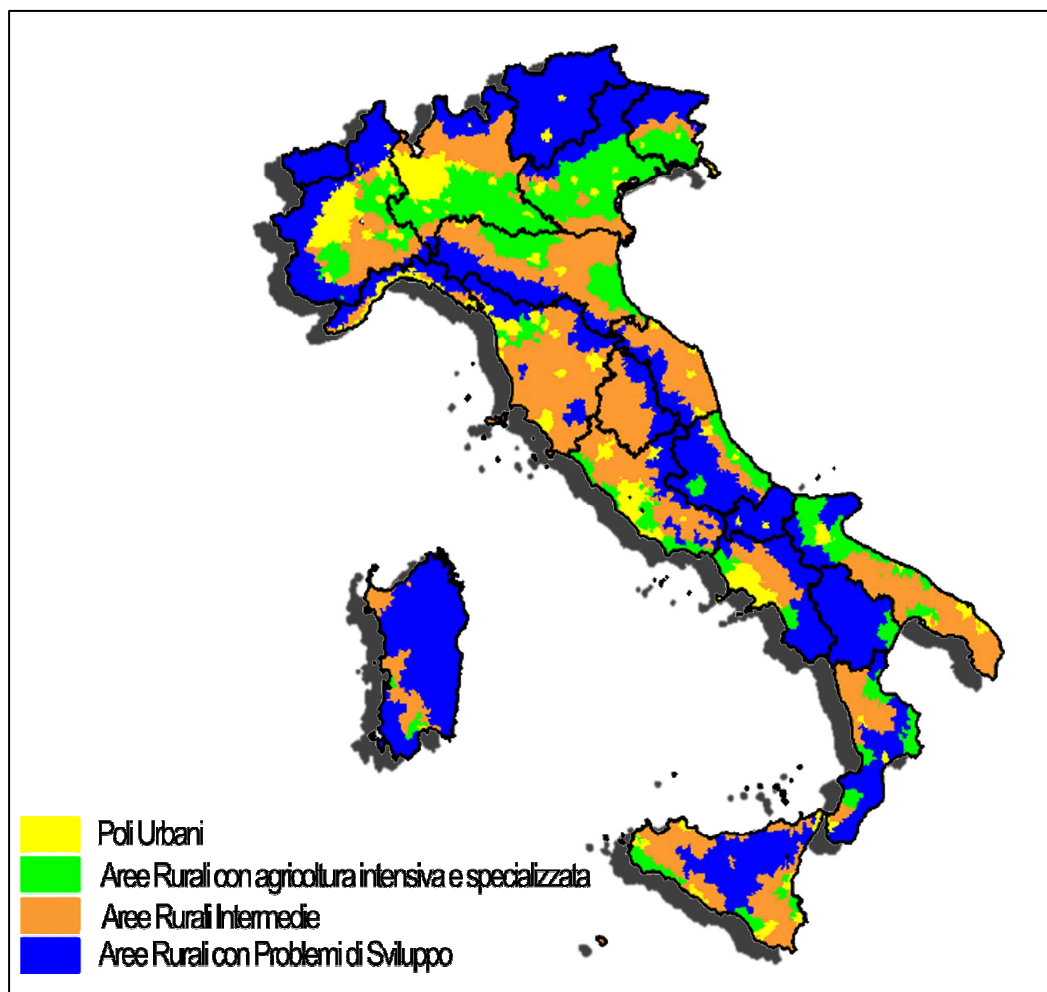 Poli Urbani
Aree Rurali con agricoltura intensiva e specializzata
Aree Rurali Intermedie
Aree Rurali con Problemi di Sviluppo